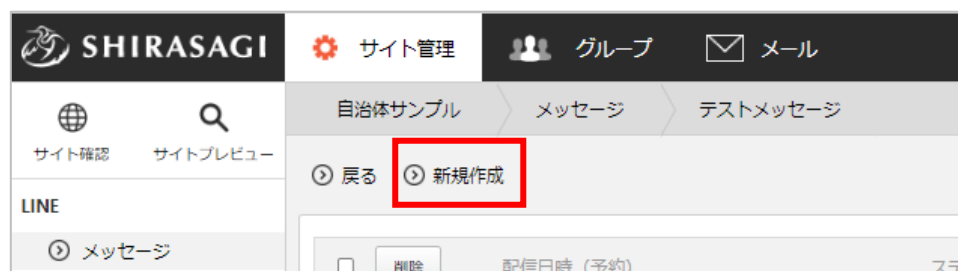 SHIRASAGI サイト管理 グループ メール
自治体サンプル メッセージ テストメッセージ
サイト確認 サイトプレビュー
戻る 新規作成
LINE
メッセージ
削除 配信日時（予約）